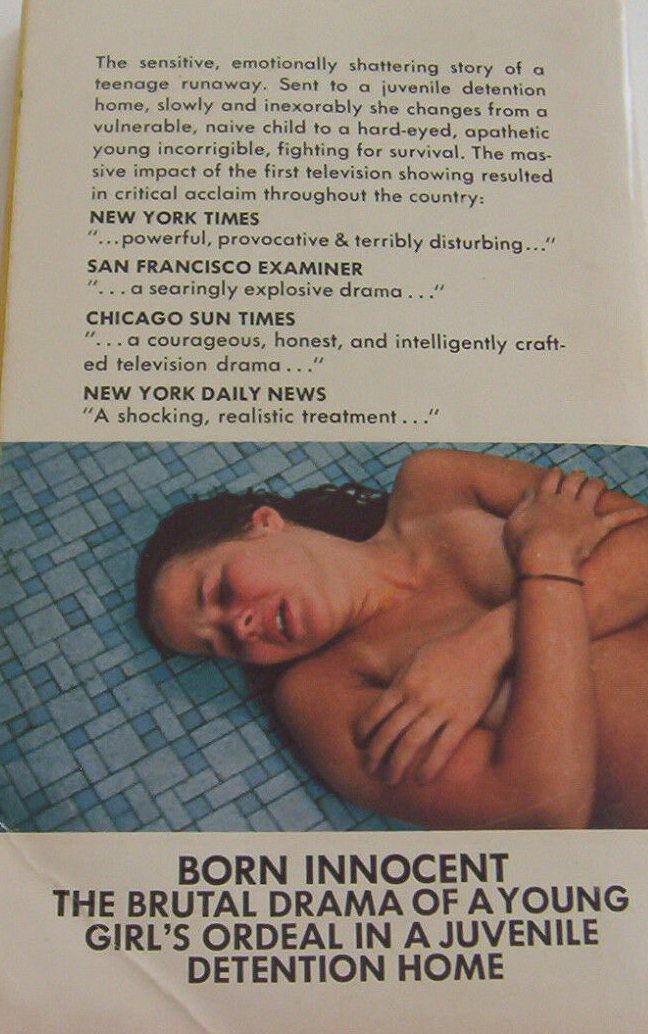 The sensitive, emotionally shattering story of a
teenage runaway. Sent to a juvenile detention
home, slowly and inexorably she changes from a
vulnerable, naive child to a hard-eyed, apathetic
young incorrigible, fighting for survival. The mas-
sive impact of the first television showing resulted
in critical acclaim throughout the country:
NEW YORK TIMES
"...powerful, provocative & terribly disturbing..."
SAN FRANCISCO EXAMINER
"...a searingly explosive drama..."
CHICAGO SUN TIMES
"...a courageous, honest, and intelligently craft-
ed television drama..."
NEW YORK DAILY NEWS
"A shocking, realistic treatment..."
BORN INNOCENT
THE BRUTAL DRAMA OF A YOUNG
GIRL'S ORDEAL IN A JUVENILE
DETENTION HOME